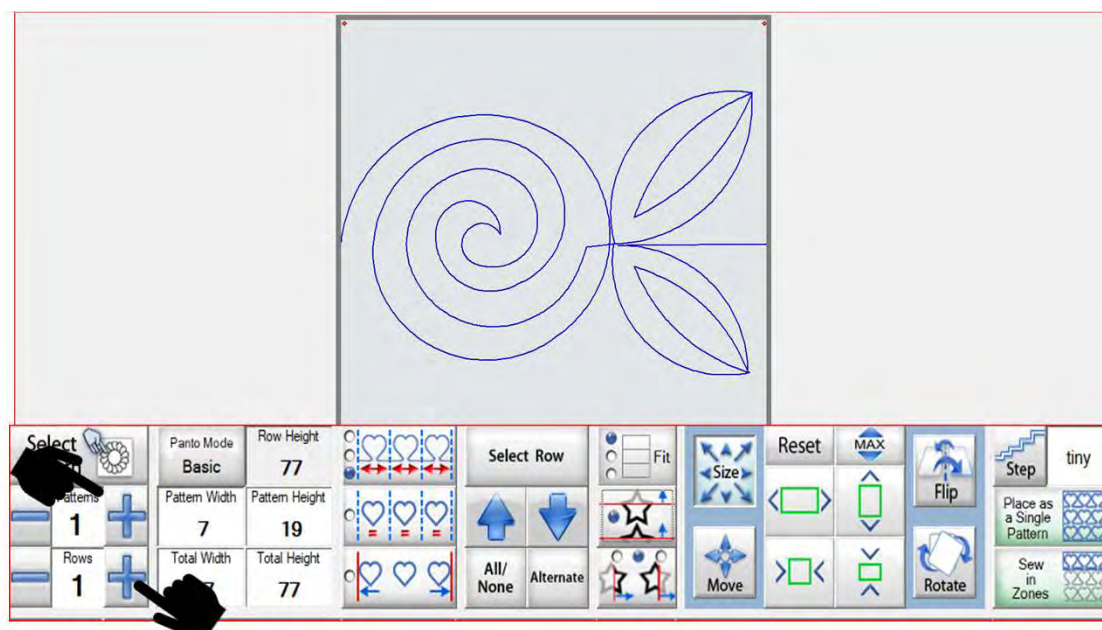 Select
Patterns
1
Rows
1
Panto Mode
Basic
Row Height
77
Pattern Width
7
Pattern Height
19
Total Width
Total Height
77
Select Row
All/
None
Alternate
Fit
Size
Move
Reset
MAX
Flip
Rotate
Step
tiny
Place as
a Single
Pattern
Sew
in
Zones